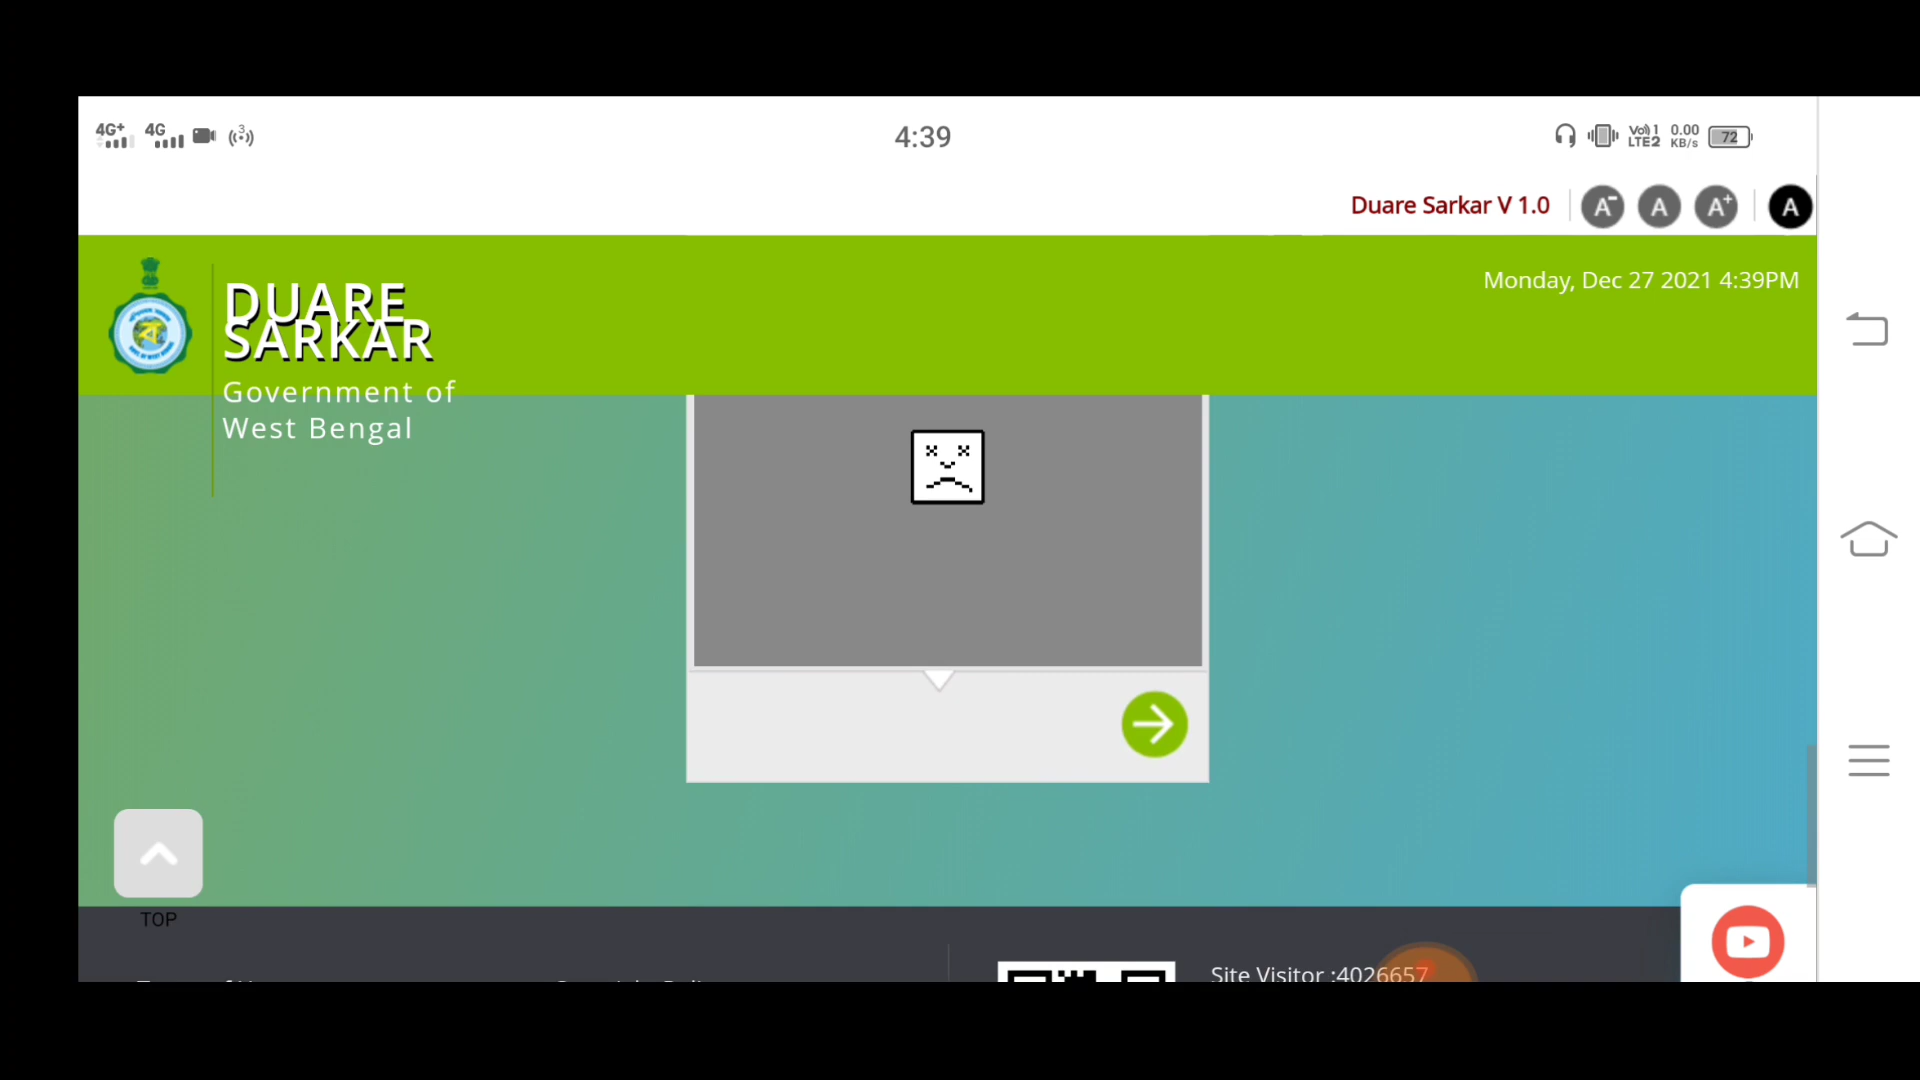 4G+ 4G 3
4:39
Vo)) 1
LTE2
0.00
KB/s
72
Duare Sarkar V 1.0
A- A A+ A
Monday, Dec 27 2021 4:39PM
DUARE
SARKAR
Government of
West Bengal
TOP
Site Visitor :4026657